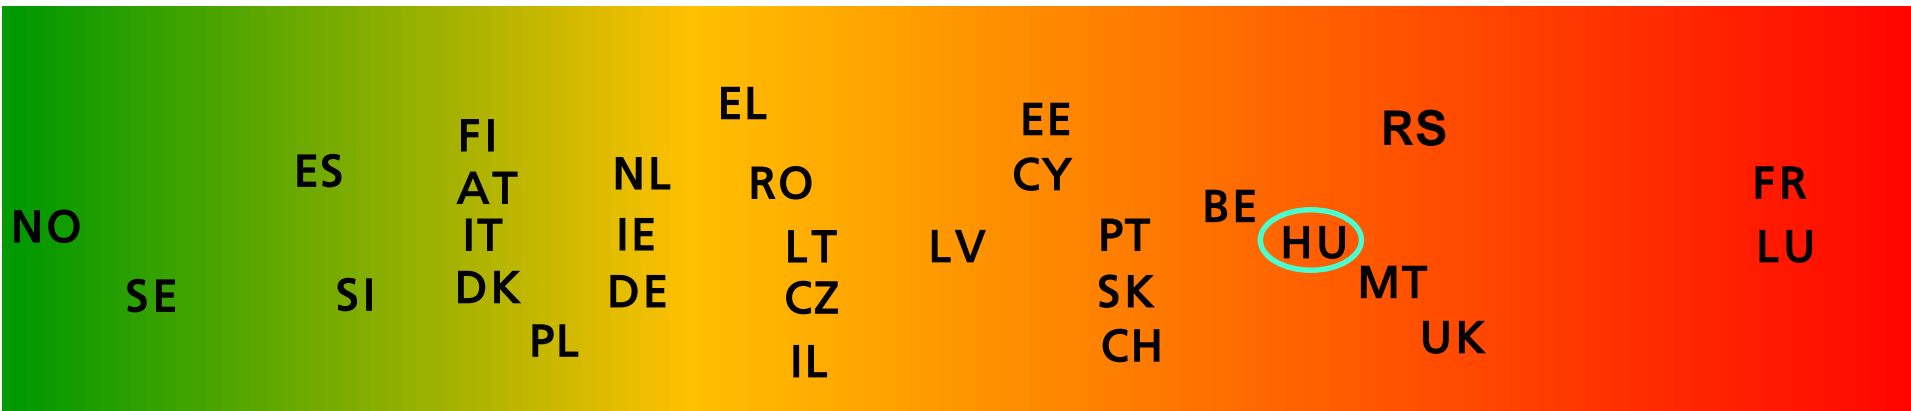 NO
SE
ES
SI
FI
AT
IT
DK
PL
NL
IE
DE
EL
RO
LT
CZ
IL
LV
EE
CY
PT
SK
CH
BE
HU
MT
RS
UK
FR
LU